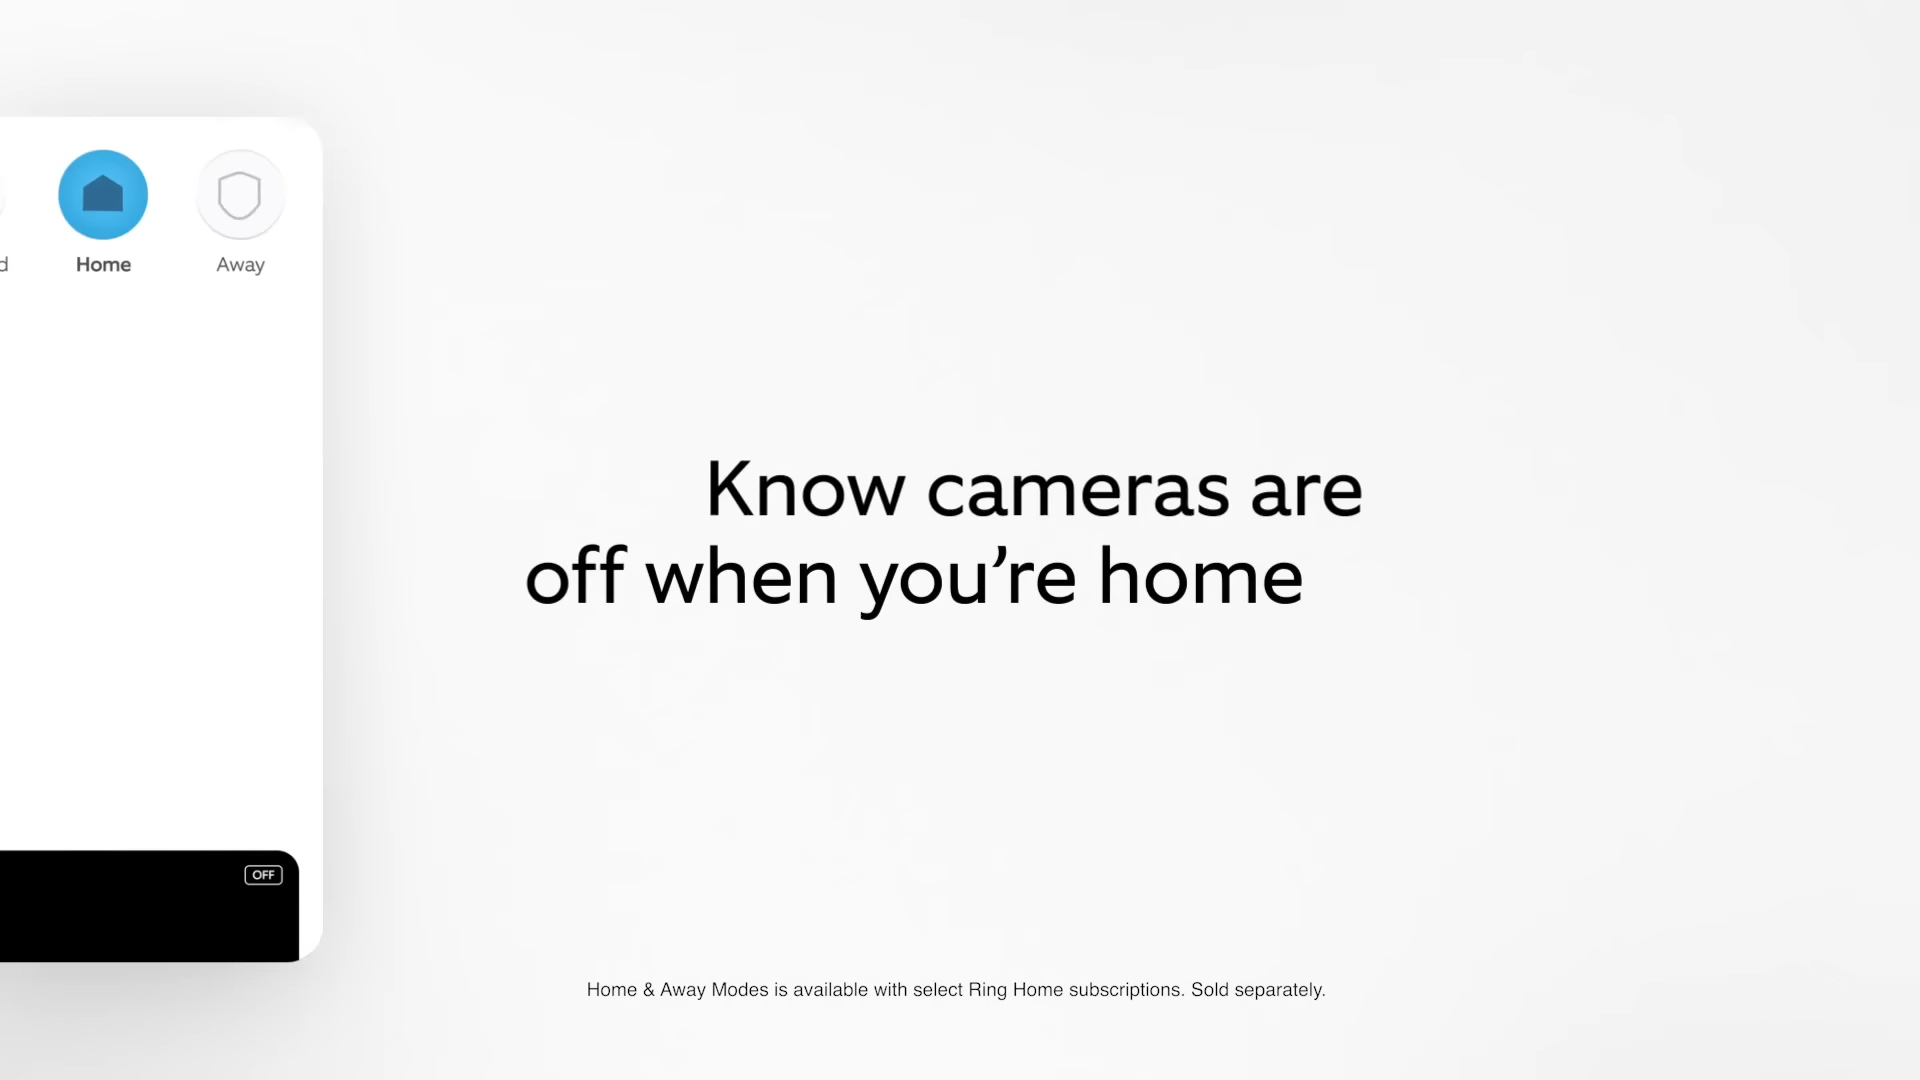 d
Home
Away
Know cameras are
off when you’re home
OFF
Home & Away Modes is available with select Ring Home subscriptions. Sold separately.